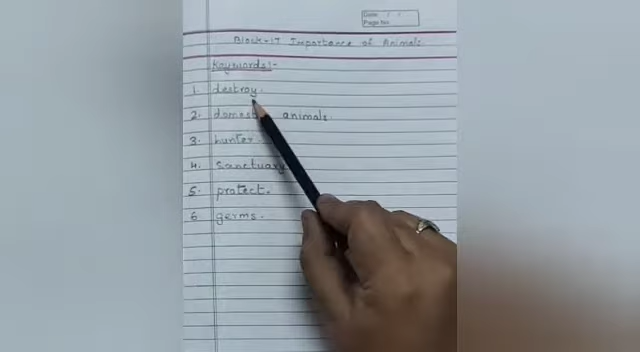 Date / /
Page No
Block-17 Importance of Animals.
Keywords:-
1. destroy.
2. domestic animals.
3. hunter.
4. Sanctuary
5. protect.
6 germs.